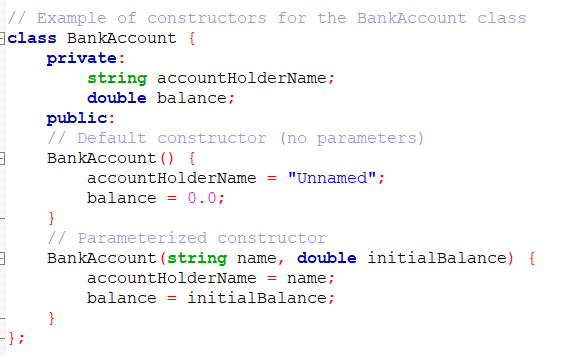 // Example of constructors for the BankAccount class
class BankAccount {
    private:
        string accountHolderName;
        double balance;
    public:
    // Default constructor (no parameters)
    BankAccount() {
        accountHolderName = "Unnamed";
        balance = 0.0;
    }
    // Parameterized constructor
    BankAccount(string name, double initialBalance) {
        accountHolderName = name;
        balance = initialBalance;
    }
};